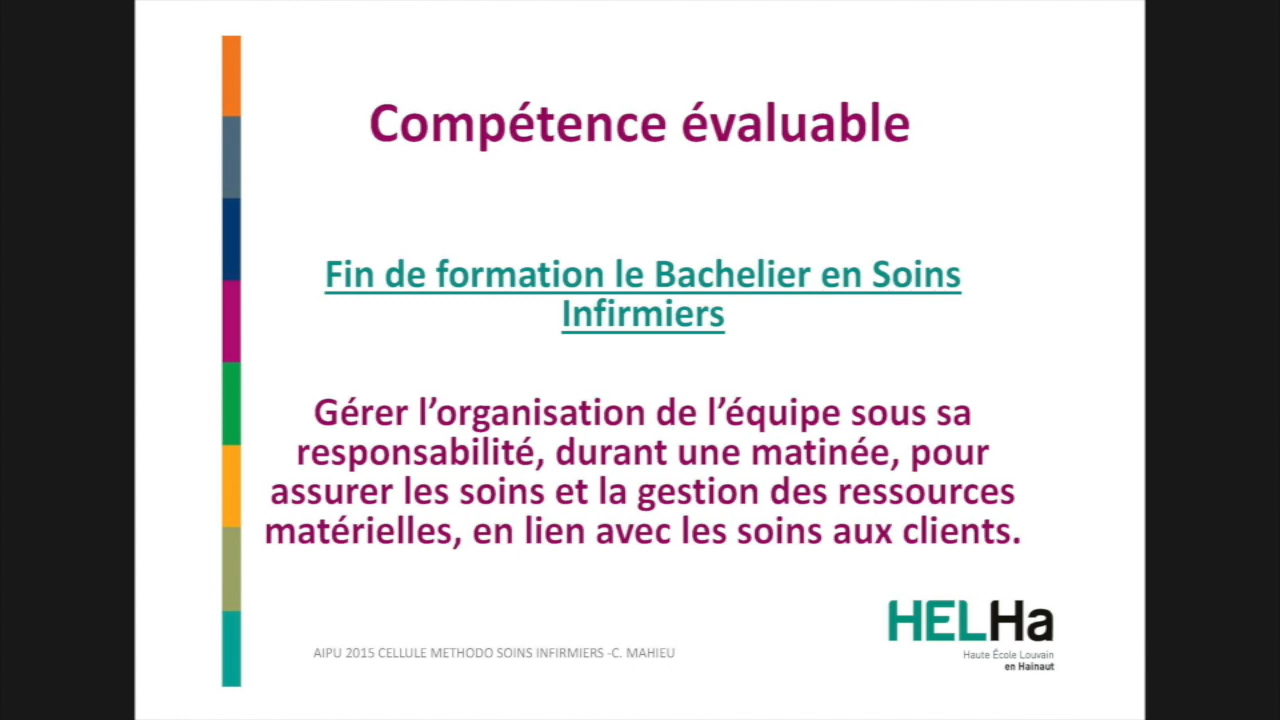 Compétence évaluable
Fin de formation le Bachelier en Soins
Infirmiers
Gérer l’organisation de l’équipe sous sa
responsabilité, durant une matinée, pour
assurer les soins et la gestion des ressources
matérielles, en lien avec les soins aux clients.
HELHa
Haute École Louvain
en Hainaut
AIPU 2015 CELLULE METHODO SOINS INFIRMIERS -C. MAHIEU